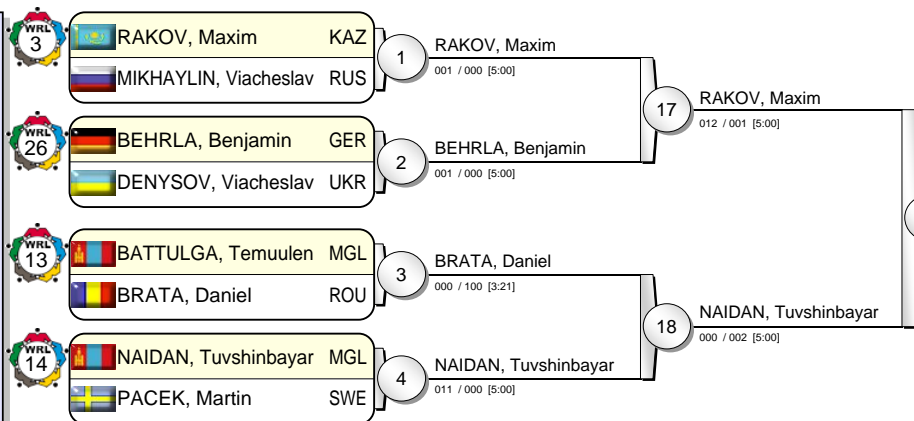 WRL
3
RAKOV, Maxim KAZ
MIKHAYLIN, Viacheslav RUS
1
RAKOV, Maxim
001 / 000 [5:00]
WRL
26
BEHRLA, Benjamin GER
DENYSOV, Viacheslav UKR
2
BEHRLA, Benjamin
001 / 000 [5:00]
17
RAKOV, Maxim
012 / 001 [5:00]
WRL
13
BATTULGA, Temuulen MGL
BRATA, Daniel ROU
3
BRATA, Daniel
000 / 100 [3:21]
WRL
14
NAIDAN, Tuvshinbayar MGL
PACEK, Martin SWE
4
NAIDAN, Tuvshinbayar
011 / 000 [5:00]
18
NAIDAN, Tuvshinbayar
000 / 002 [5:00]